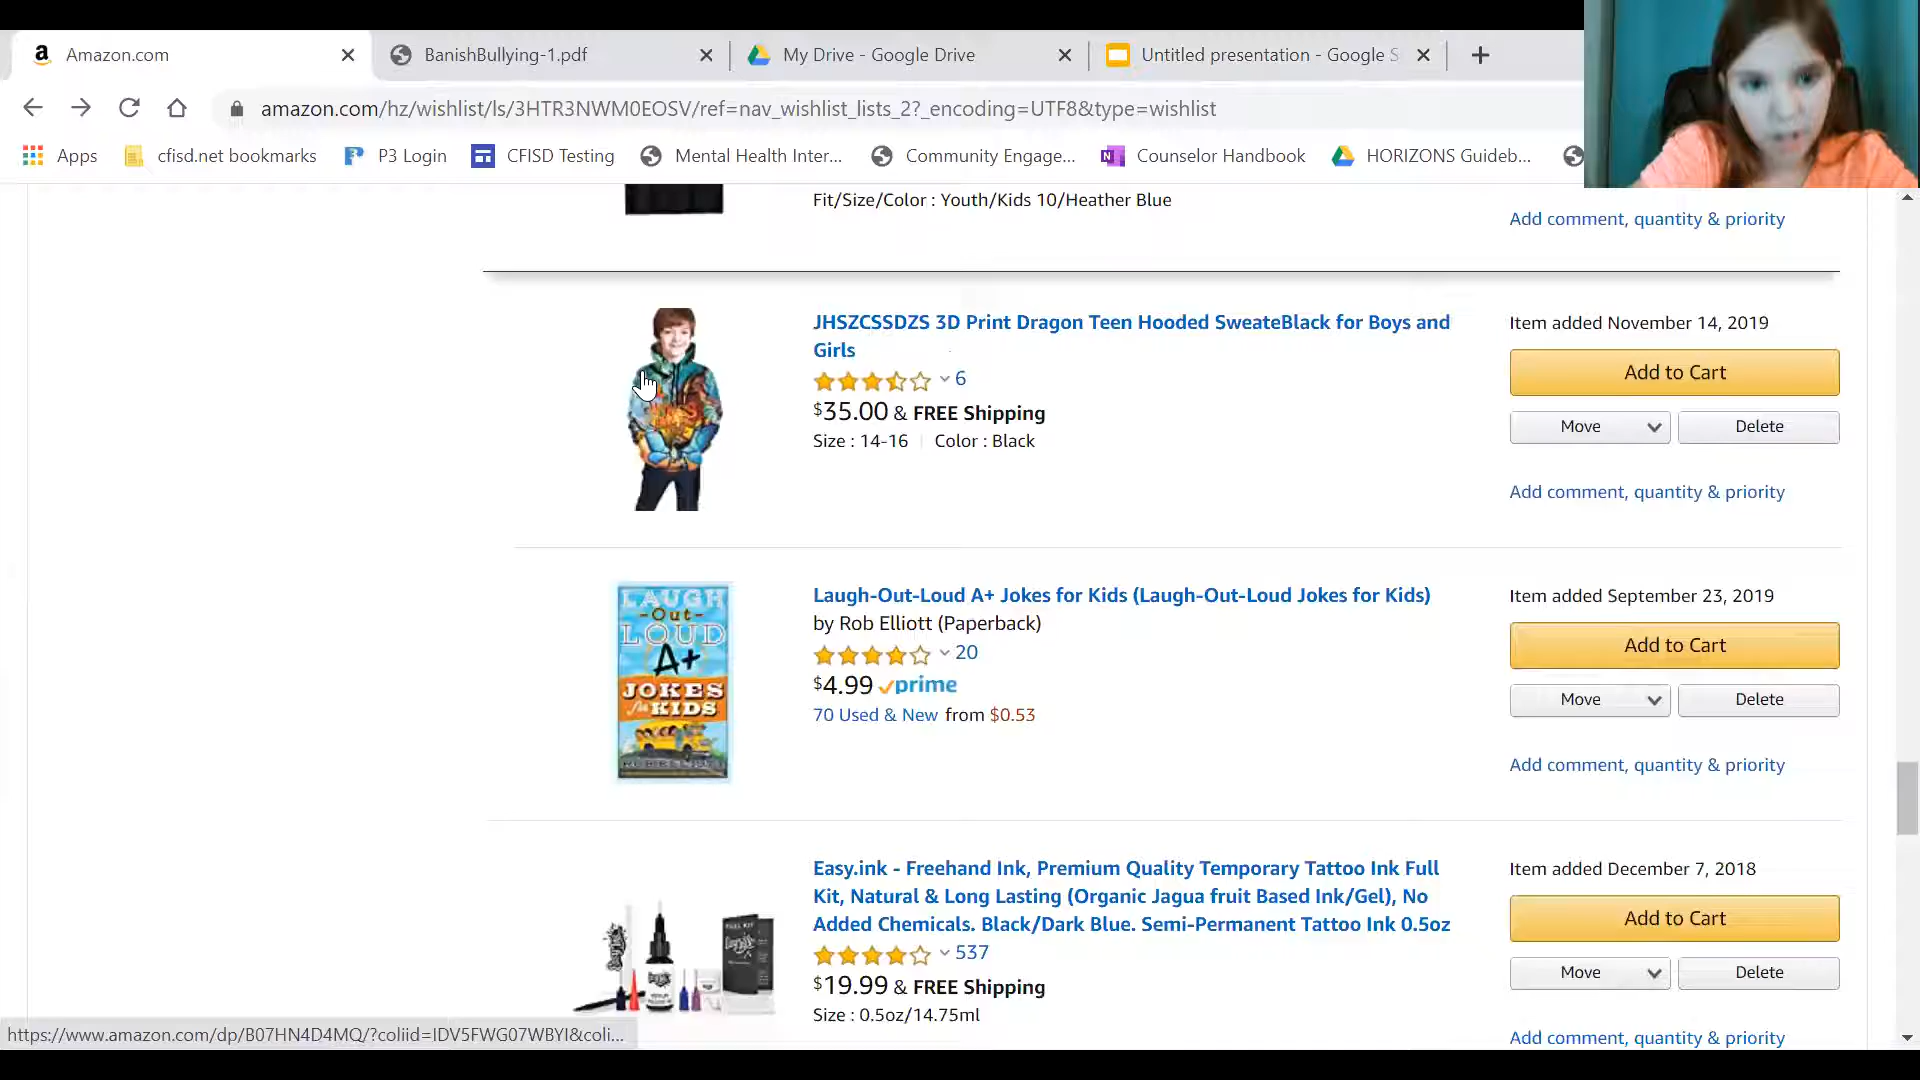 Amazon.com
BanishBullying-1.pdf
My Drive - Google Drive
Untitled presentation - Google S
amazon.com/hz/wishlist/ls/3HTR3NWM0EOSV/ref=nav_wishlist_lists_2?_encoding=UTF8&type=wishlist
Apps
cfisd.net bookmarks
P3 Login
CFISD Testing
Mental Health Inter...
Community Engage...
Counselor Handbook
HORIZONS Guideb...
Fit/Size/Color : Youth/Kids 10/Heather Blue
Add comment, quantity & priority
JHSZCSSDZS 3D Print Dragon Teen Hooded SweateBlack for Boys and
Girls
6
$35.00 & FREE Shipping
Size : 14-16 | Color : Black
Item added November 14, 2019
Add to Cart
Move
Delete
Add comment, quantity & priority
LAUGH
-Out-
LOUD
A+
JOKES
for KIDS
ROB ELLIOTT
Laugh-Out-Loud A+ Jokes for Kids (Laugh-Out-Loud Jokes for Kids)
by Rob Elliott (Paperback)
20
$4.99 prime
70 Used & New from $0.53
Item added September 23, 2019
Add to Cart
Move
Delete
Add comment, quantity & priority
Easy.ink - Freehand Ink, Premium Quality Temporary Tattoo Ink Full
Kit, Natural & Long Lasting (Organic Jagua fruit Based Ink/Gel), No
Added Chemicals. Black/Dark Blue. Semi-Permanent Tattoo Ink 0.5oz
537
$19.99 & FREE Shipping
Size : 0.5oz/14.75ml
Item added December 7, 2018
Add to Cart
Move
Delete
Add comment, quantity & priority
https://www.amazon.com/dp/B07HN4D4MQ/?coliid=IDV5FWG07WBYI&coli...